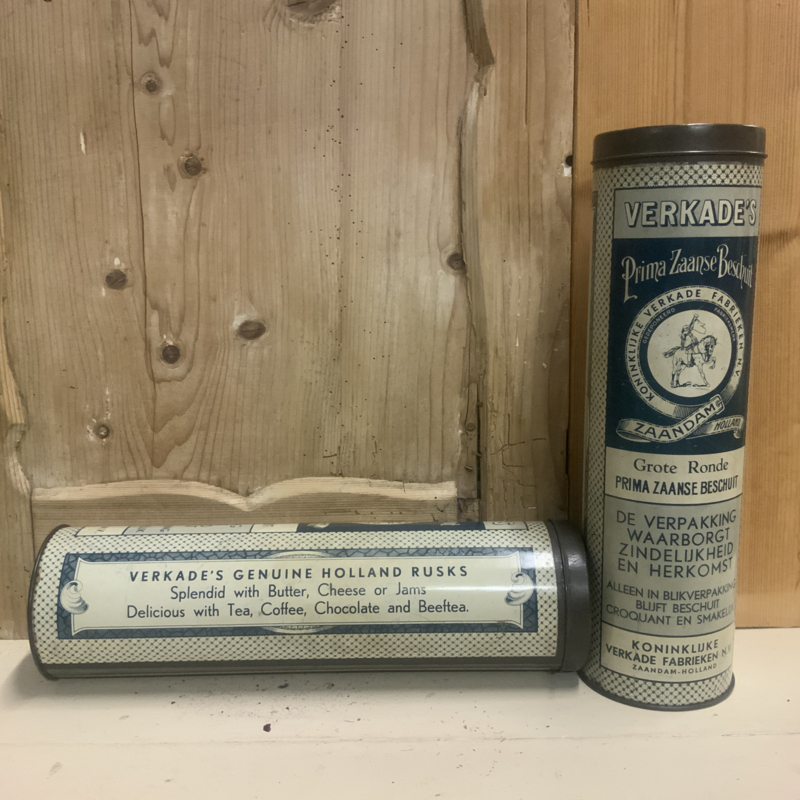 VERKADE'S
Prima Zaanse Beschuit
KONINKLIJKE VERKADE FABRIEKEN N.V.
GEDEPONEERD
ZAANDAM
HOLLAND
Grote Ronde
PRIMA ZAANSE BESCHUIT
DE VERPAKKING
WAARBORGT
ZINDELIJKHEID
EN HERKOMST
ALLEEN IN BLIKVERPAKKING
BLIJFT BESCHUIT
CROQUANT EN SMAKELIJK
KONINKLIJKE
VERKADE FABRIEKEN N.V.
ZAANDAM-HOLLAND
VERKADE'S GENUINE HOLLAND RUSKS
Splendid with Butter, Cheese or Jams
Delicious with Tea, Coffee, Chocolate and Beeftea.